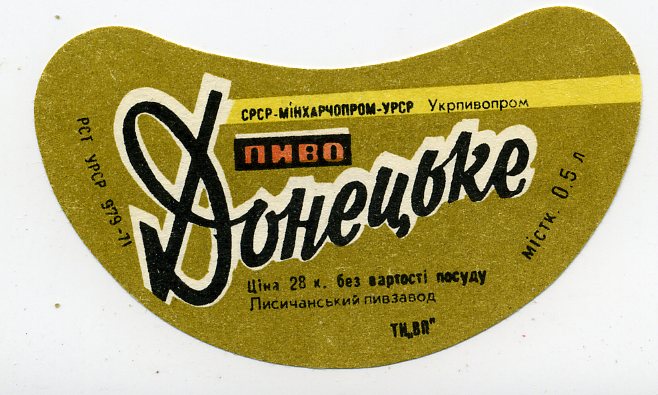 СРСР-МІНХАРЧОПРОМ-УРСР Укрпивопром
ПИВО
Донецьке
РСТ УРСР 979-71
містк. 0,5 л
Ціна 28 к. без вартості посуду
Лисичанський пивзавод
ТЦ„ВП"